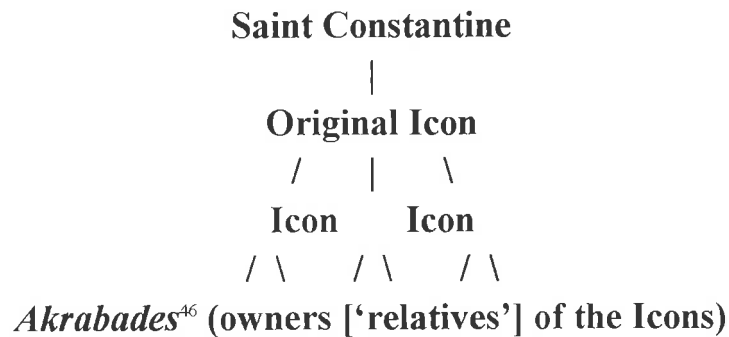 Saint Constantine
|
Original Icon
/ | \
Icon Icon
/ \ / \ / \
Akrabades46 (owners [‘relatives’] of the Icons)